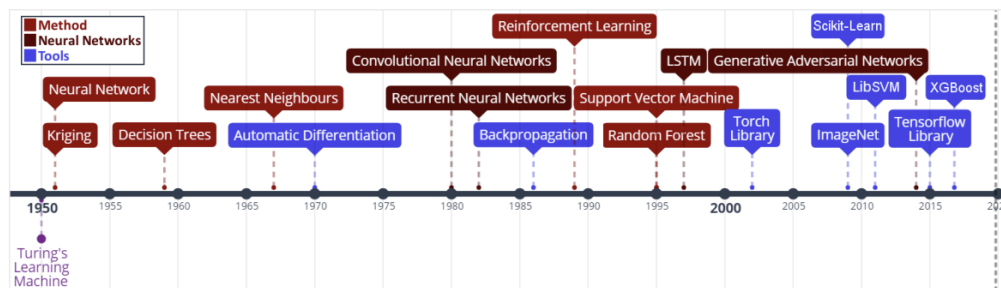 Method
Neural Networks
Tools
Reinforcement Learning
Scikit-Learn
Convolutional Neural Networks
LSTM
Generative Adversarial Networks
Neural Network
Nearest Neighbours
Recurrent Neural Networks
Support Vector Machine
LibSVM
XGBoost
Kriging
Decision Trees
Automatic Differentiation
Backpropagation
Random Forest
Torch
Library
ImageNet
Tensorflow
Library
1950 1955 1960 1965 1970 1975 1980 1985 1990 1995 2000 2005 2010 2015
Turing's
Learning
Machine